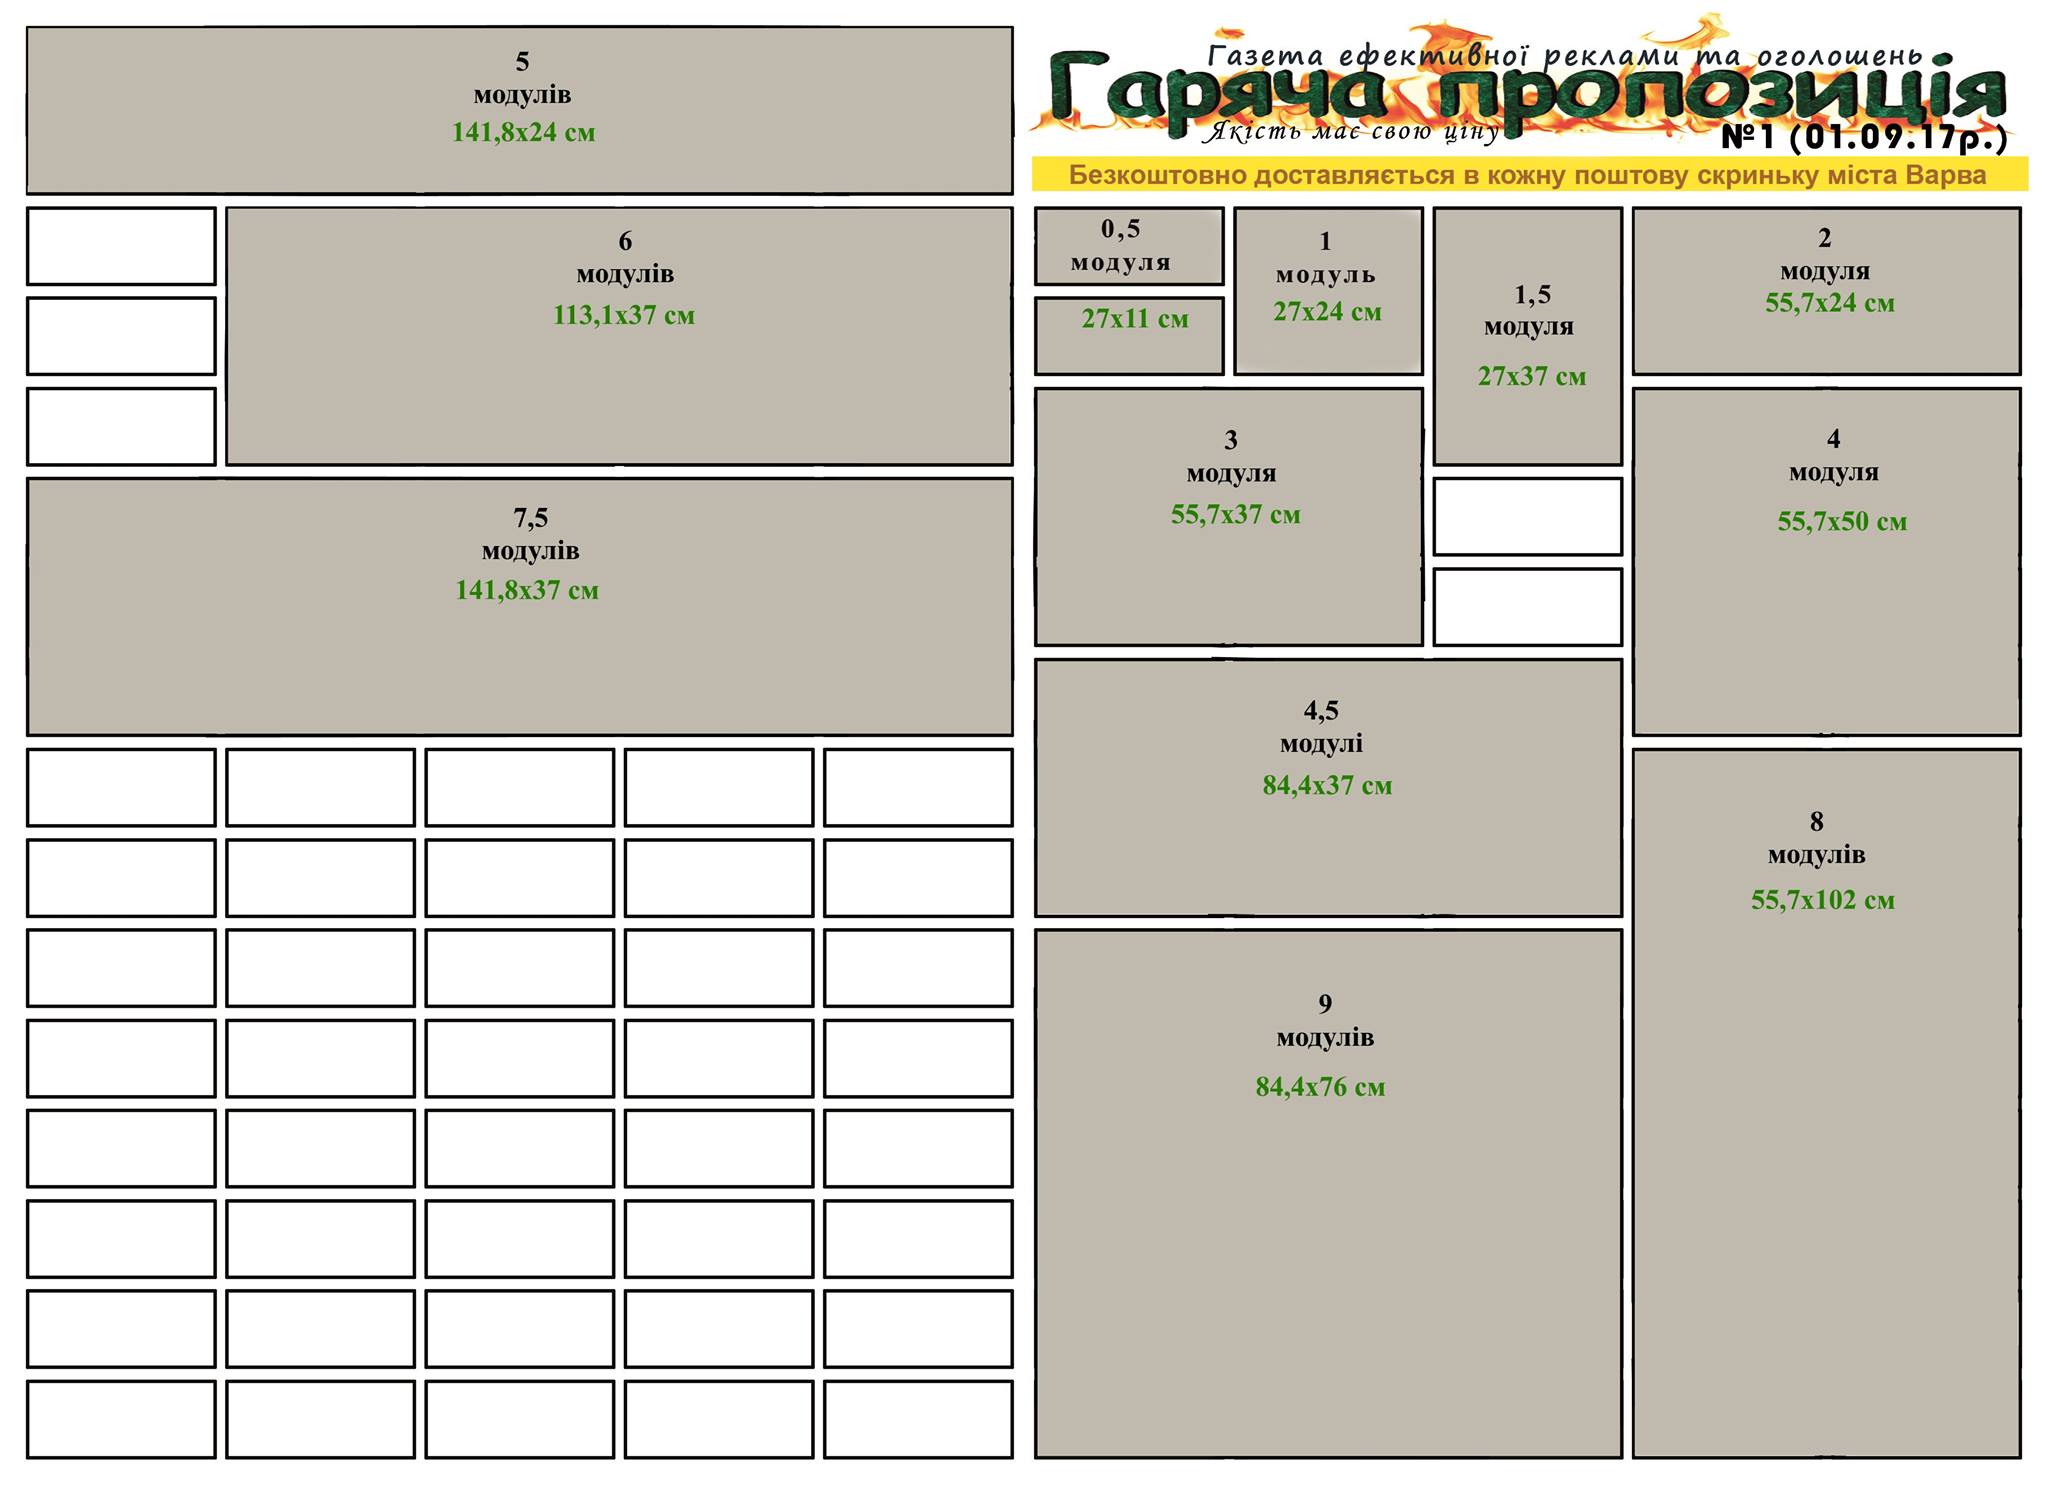 5
модулів
141,8х24 см
6
модулів
113,1х37 см
7,5
модулів
141,8х37 см
Газета ефективної реклами та оголошень
Гаряча пропозиція
Якість має свою ціну
№1 (01.09.17р.)
Безкоштовно доставляється в кожну поштову скриньку міста Варва
0,5
модуля
27х11 см
1
модуль
27х24 см
1,5
модуля
27х37 см
2
модуля
55,7х24 см
3
модуля
55,7х37 см
4
модуля
55,7х50 см
4,5
модулі
84,4х37 см
8
модулів
55,7х102 см
9
модулів
84,4х76 см